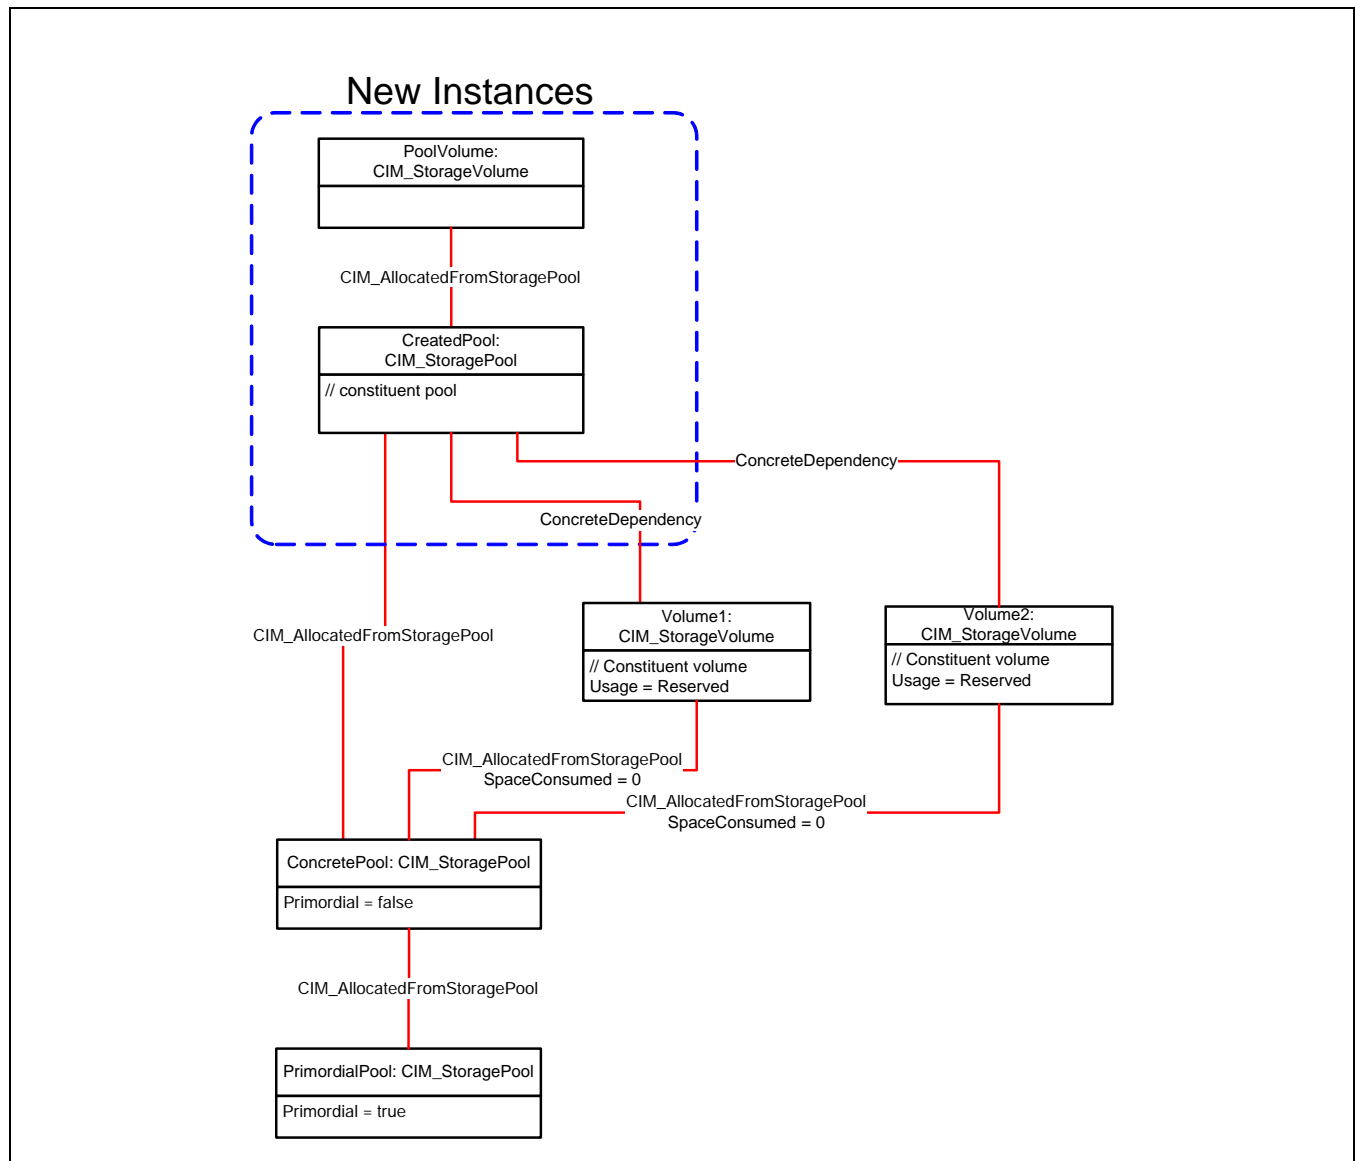 New Instances
PoolVolume:
CIM_StorageVolume
CIM_AllocatedFromStoragePool
CreatedPool:
CIM_StoragePool
// constituent pool
ConcreteDependency
ConcreteDependency
Volume1:
CIM_StorageVolume
// Constituent volume
Usage = Reserved
Volume2:
CIM_StorageVolume
// Constituent volume
Usage = Reserved
CIM_AllocatedFromStoragePool
CIM_AllocatedFromStoragePool
SpaceConsumed = 0
CIM_AllocatedFromStoragePool
SpaceConsumed = 0
ConcretePool: CIM_StoragePool
Primordial = false
CIM_AllocatedFromStoragePool
PrimordialPool: CIM_StoragePool
Primordial = true